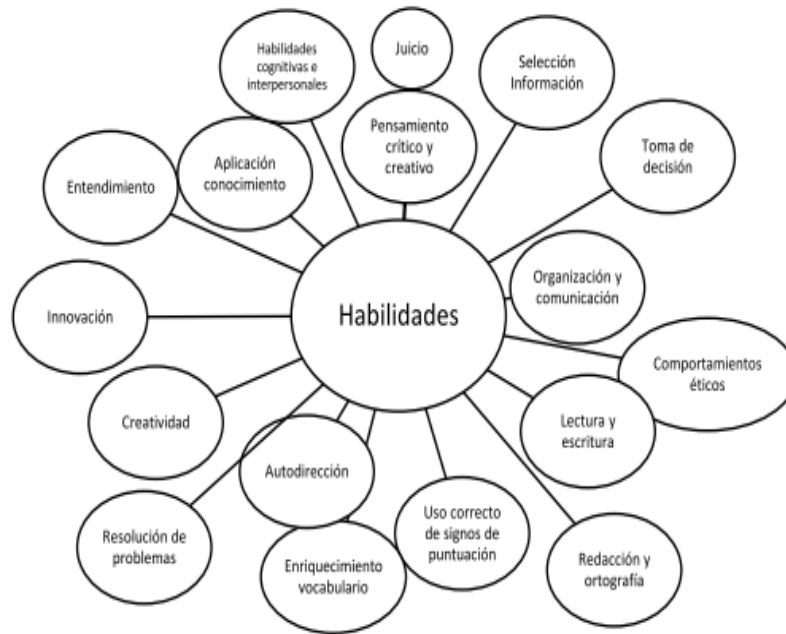 Habilidades
cognitivas e
interpersonales
Juicio
Selección
Información
Pensamiento
crítico y
creativo
Toma de
decisión
Aplicación
conocimiento
Entendimiento
Organización y
comunicación
Innovación
Habilidades
Comportamientos
éticos
Creatividad
Lectura y
escritura
Autodirección
Resolución de
problemas
Uso correcto
de signos de
puntuación
Enriquecimiento
vocabulario
Redacción y
ortografía